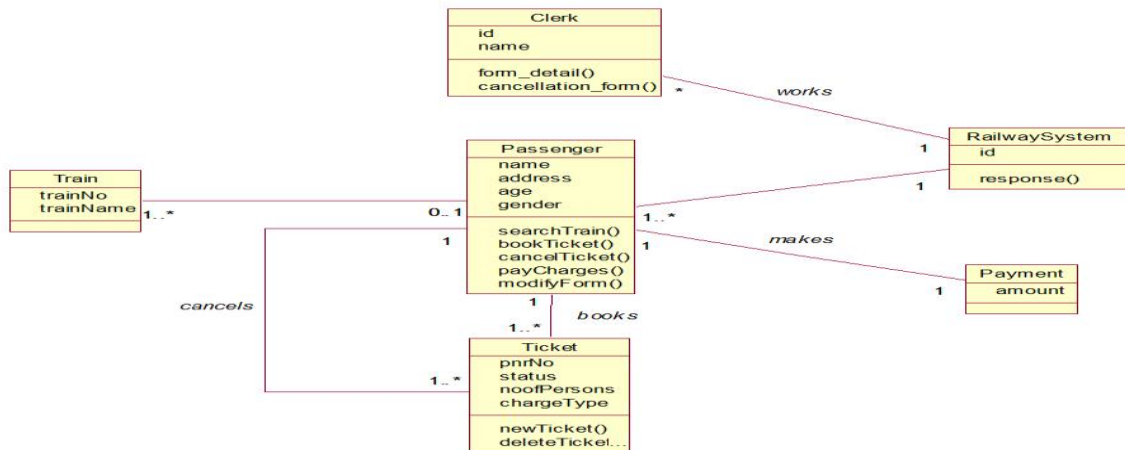 Clerk
id
name
form_detail()
cancellation_form()
*
works
1
RailwaySystem
id
response()
1
Passenger
name
address
age
gender
searchTrain()
bookTicket()
cancelTicket()
payCharges()
modifyForm()
Train
trainNo
trainName
1..*
0..1
1..*
1
1
makes
1
Payment
amount
cancels
1
books
1..*
1..*
Ticket
pnrNo
status
noofPersons
chargeType
newTicket()
deleteTicket...